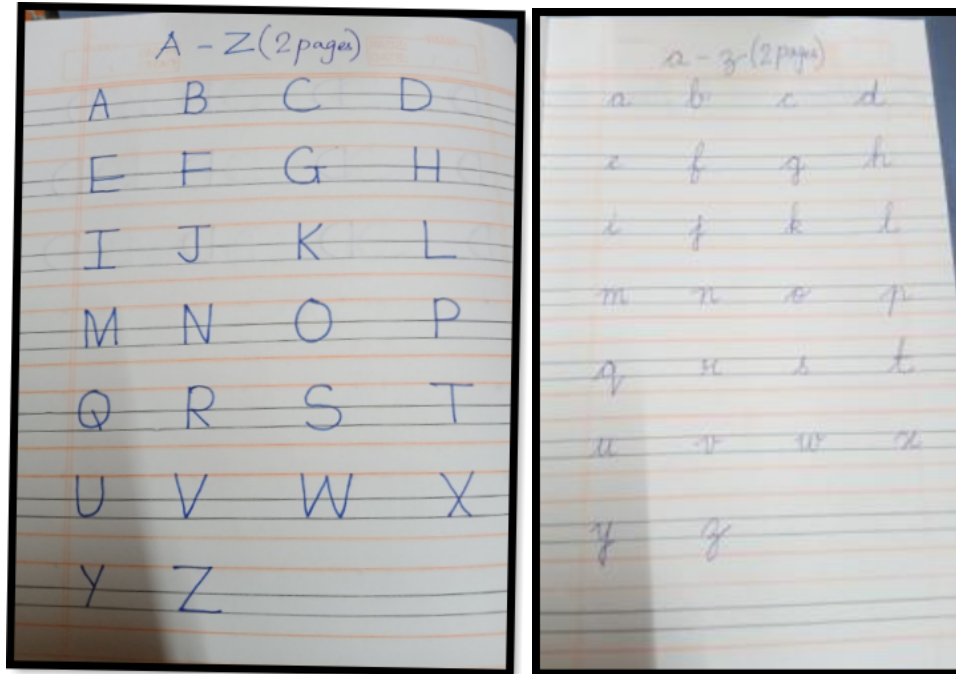 A - Z (2 pages)
A B C D
E F G H
I J K L
M N O P
Q R S T
U V W X
Y Z
a - z (2 pages)
a b c d
e f g h
i j k l
m n o p
q r s t
u v w x
y z